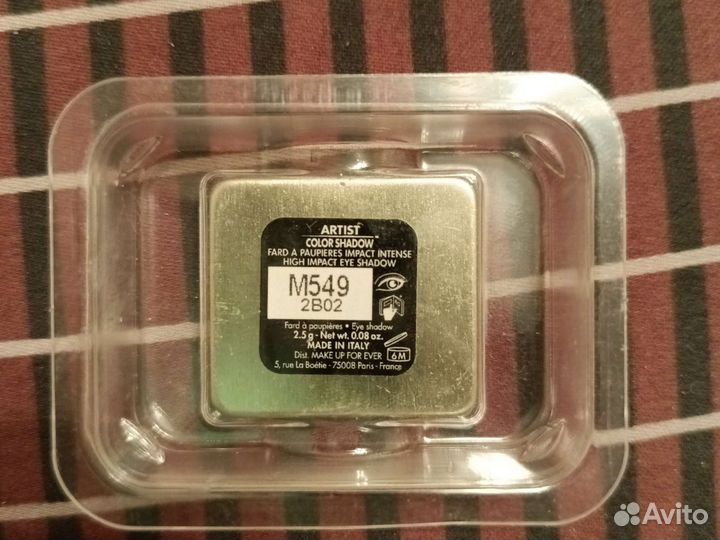 ARTIST™
COLOR SHADOW
FARD A PAUPIERES IMPACT INTENSE
HIGH IMPACT EYE SHADOW
M549
2B02
Fard à paupières • Eye shadow
2.5 g - Net wt. 0.08 oz.
MADE IN ITALY
Dist. MAKE UP FOR EVER
5, rue La Boétie - 75008 Paris - France
6M
Avito